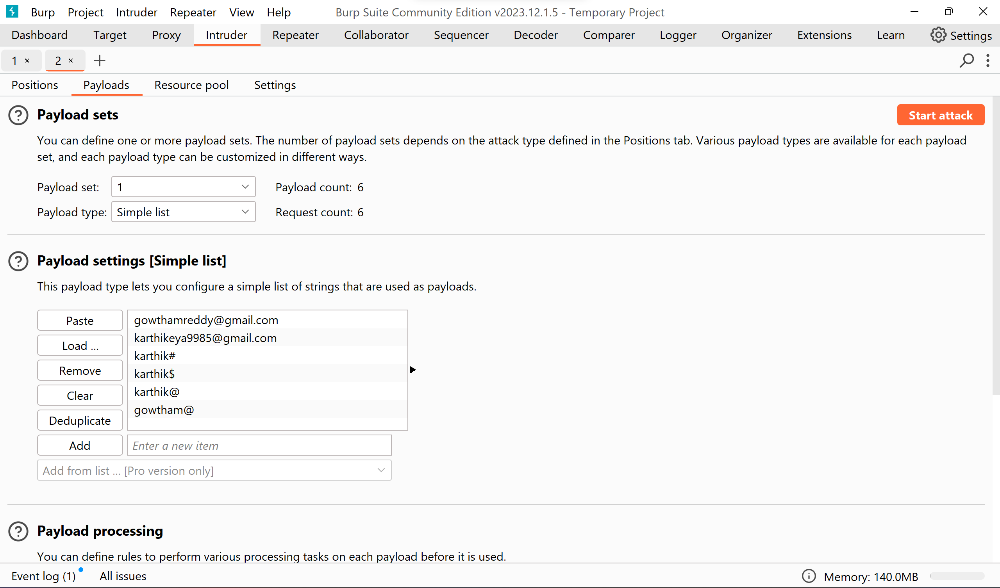 Burp Project Intruder Repeater View Help Burp Suite Community Edition v2023.12.1.5 - Temporary Project
Dashboard Target Proxy Intruder Repeater Collaborator Sequencer Decoder Comparer Logger Organizer Extensions Learn Settings
1 × 2 × +
Positions Payloads Resource pool Settings
? Payload sets Start attack
You can define one or more payload sets. The number of payload sets depends on the attack type defined in the Positions tab. Various payload types are available for each payload
set, and each payload type can be customized in different ways.
Payload set: 1 Payload count: 6
Payload type: Simple list Request count: 6
? Payload settings [Simple list]
This payload type lets you configure a simple list of strings that are used as payloads.
Paste gowthamreddy@gmail.com
karthikeya9985@gmail.com
Load ...
karthik#
Remove karthik$
karthik@
Clear
gowtham@
Deduplicate
Add Enter a new item
Add from list ... [Pro version only]
? Payload processing
You can define rules to perform various processing tasks on each payload before it is used.
Event log (1) All issues Memory: 140.0MB